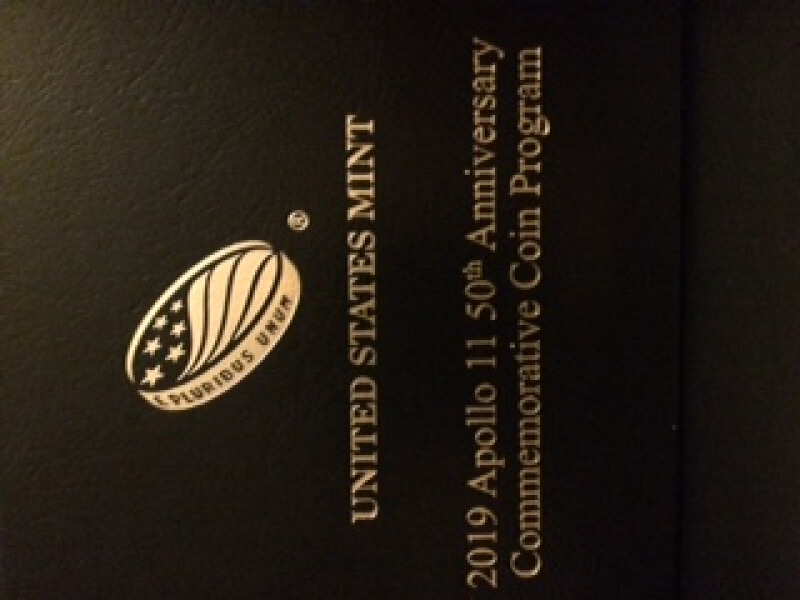 E PLURIBUS UNUM
®
UNITED STATES MINT
2019 Apollo 11 50th Anniversary
Commemorative Coin Program